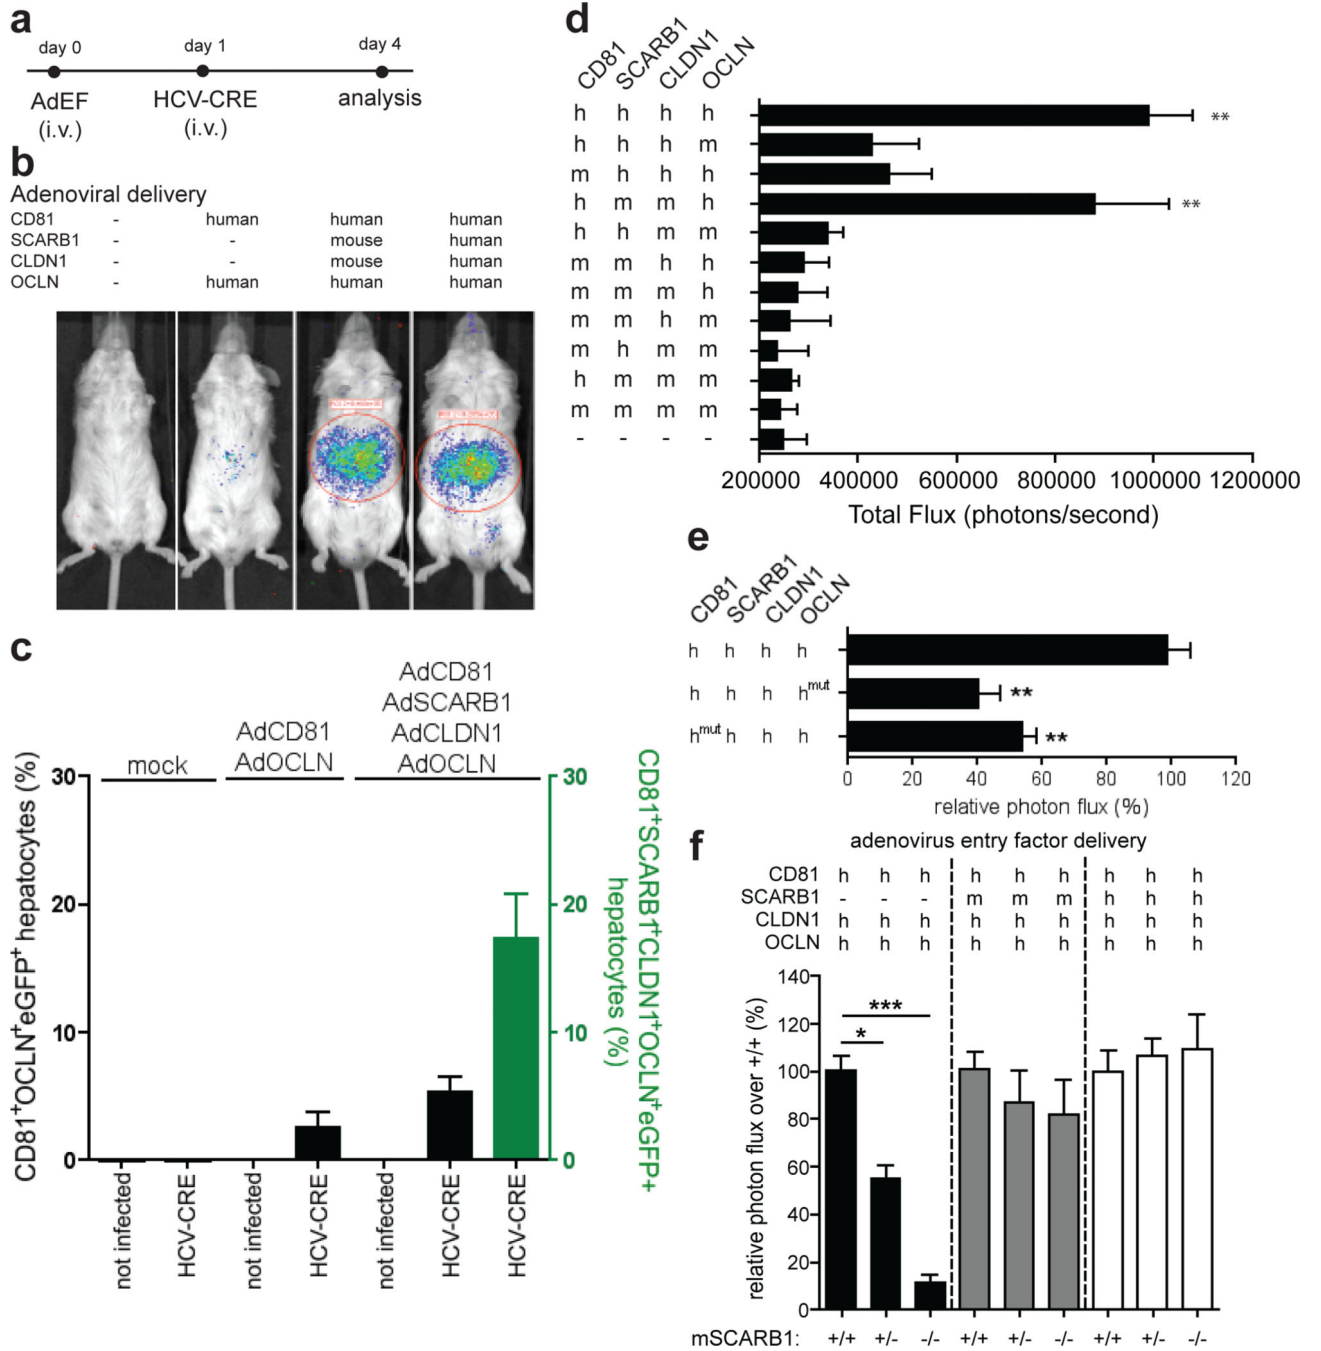 a
day 0 day 1 day 4
AdEF HCV-CRE analysis
(i.v.) (i.v.)
b
Adenoviral delivery
CD81 - human human human
SCARB1 - - mouse human
CLDN1 - - mouse human
OCLN - human human human
c
mock
AdCD81
AdOCLN
AdCD81
AdSCARB1
AdCLDN1
AdOCLN
CD81+OCLN+eGFP+ hepatocytes (%)
30
20
10
0
30
20
10
0
CD81+SCARB1+CLDN1+OCLN+eGFP+
hepatocytes (%)
not infected
HCV-CRE
not infected
HCV-CRE
not infected
HCV-CRE
HCV-CRE
d
CD81 SCARB1 CLDN1 OCLN
h h h h **
h h h m
m h h h
h m m h **
h h m m
m m h h
m m m h
m m h m
m h m m
h m m m
m m m m
- - - -
200000 400000 600000 800000 1000000 1200000
Total Flux (photons/second)
e
CD81 SCARB1 CLDN1 OCLN
h h h h
h h h hmut **
hmut h h h **
0 20 40 60 80 100 120
relative photon flux (%)
f
adenovirus entry factor delivery
CD81 h h h h h h h h h
SCARB1 - - - m m m h h h
CLDN1 h h h h h h h h h
OCLN h h h h h h h h h
relative photon flux over +/+ (%)
140
120
100
80
60
40
20
0
***
*
mSCARB1: +/+ +/- -/- +/+ +/- -/- +/+ +/- -/-